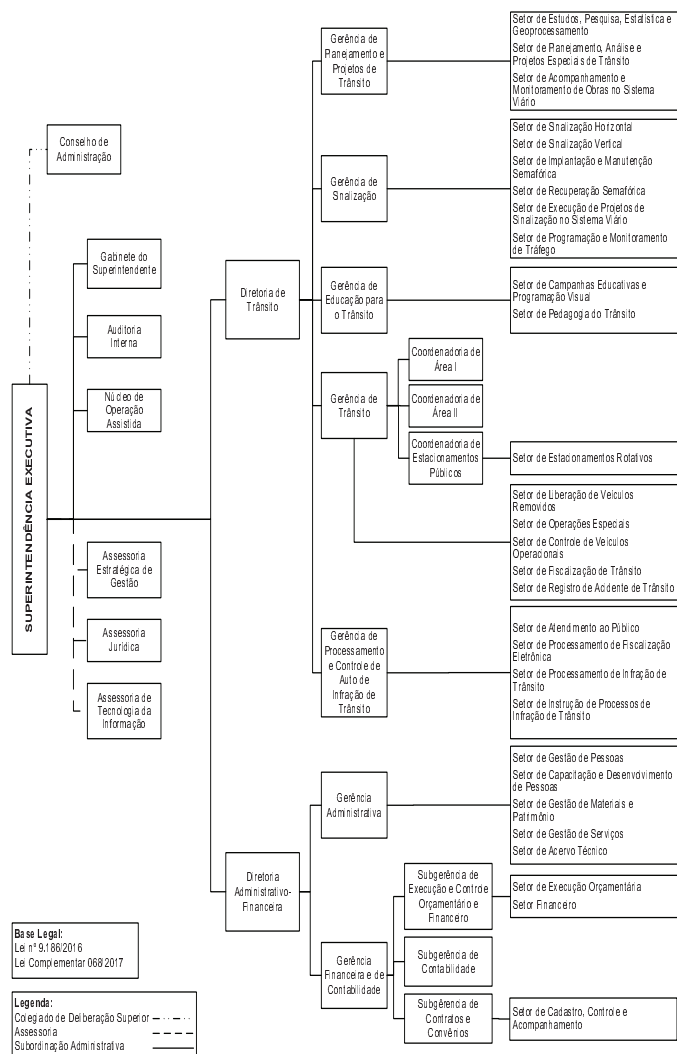 Conselho de
Administração
SUPERINTENDÊNCIA EXECUTIVA
Gabinete do
Superintendente
Auditoria
Interna
Núcleo de
Operação
Assistida
Assessoria
Estratégica de
Gestão
Assessoria
Jurídica
Assessoria de
Tecnologia da
Informação
Diretoria de
Trânsito
Gerência de
Planejamento e
Projetos de
Trânsito
Setor de Estudos, Pesquisa, Estatística e
Geoprocessamento
Setor de Planejamento, Análise e
Projetos Especiais de Trânsito
Setor de Acompanhamento e
Monitoramento de Obras no Sistema
Viário
Gerência de
Sinalização
Setor de Sinalização Horizontal
Setor de Sinalização Vertical
Setor de Implantação e Manutenção
Semafórica
Setor de Recuperação Semafórica
Setor de Execução de Projetos de
Sinalização no Sistema Viário
Setor de Programação e Monitoramento
de Tráfego
Gerência de
Educação para
o Trânsito
Setor de Campanhas Educativas e
Programação Visual
Setor de Pedagogia do Trânsito
Gerência de
Trânsito
Coordenadoria de
Área I
Coordenadoria de
Área II
Coordenadoria de
Estacionamentos
Públicos
Setor de Estacionamentos Rotativos
Setor de Liberação de Veículos
Removidos
Setor de Operações Especiais
Setor de Controle de Veículos
Operacionais
Setor de Fiscalização de Trânsito
Setor de Registro de Acidente de Trânsito
Gerência de
Processamento
e Controle de
Auto de
Infração de
Trânsito
Setor de Atendimento ao Público
Setor de Processamento de Fiscalização
Eletrônica
Setor de Processamento de Infração de
Trânsito
Setor de Instrução de Processos de
Infração de Trânsito
Diretoria
Administrativo-
Financeira
Gerência
Administrativa
Setor de Gestão de Pessoas
Setor de Capacitação e Desenvolvimento
de Pessoas
Setor de Gestão de Materiais e
Patrimônio
Setor de Gestão de Serviços
Setor de Acervo Técnico
Gerência
Financeira e de
Contabilidade
Subgerência de
Execução e Controle
Orçamentário e
Financeiro
Setor de Execução Orçamentária
Setor Financeiro
Subgerência de
Contabilidade
Subgerência de
Contratos e
Convênios
Setor de Cadastro, Controle e
Acompanhamento
Base Legal:
Lei nº 9.186/2016
Lei Complementar 068/2017
Legenda:
Colegiado de Deliberação Superior
Assessoria
Subordinação Administrativa